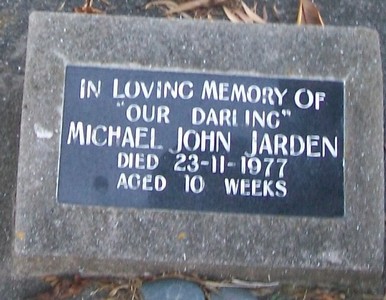 IN LOVING MEMORY OF
"OUR DARLING"
MICHAEL JOHN JARDEN
DIED 23-11-1977
AGED 10 WEEKS